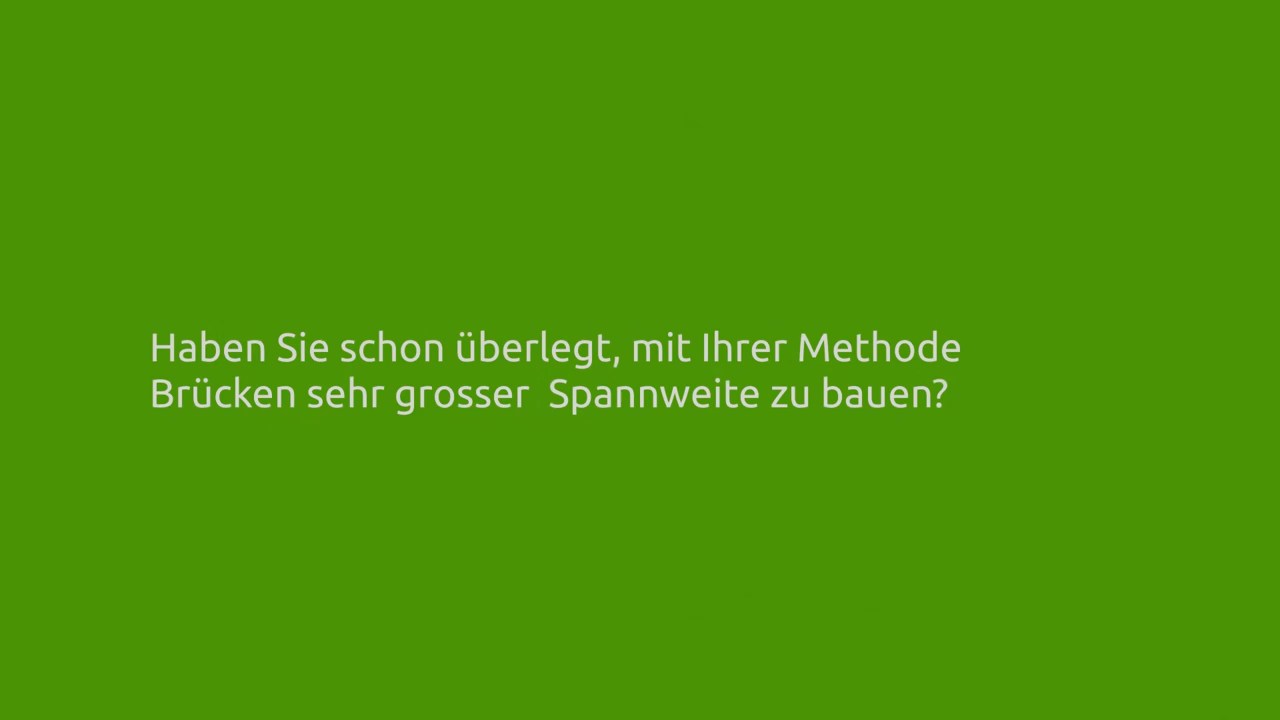 Haben Sie schon überlegt, mit Ihrer Methode
Brücken sehr grosser  Spannweite zu bauen?